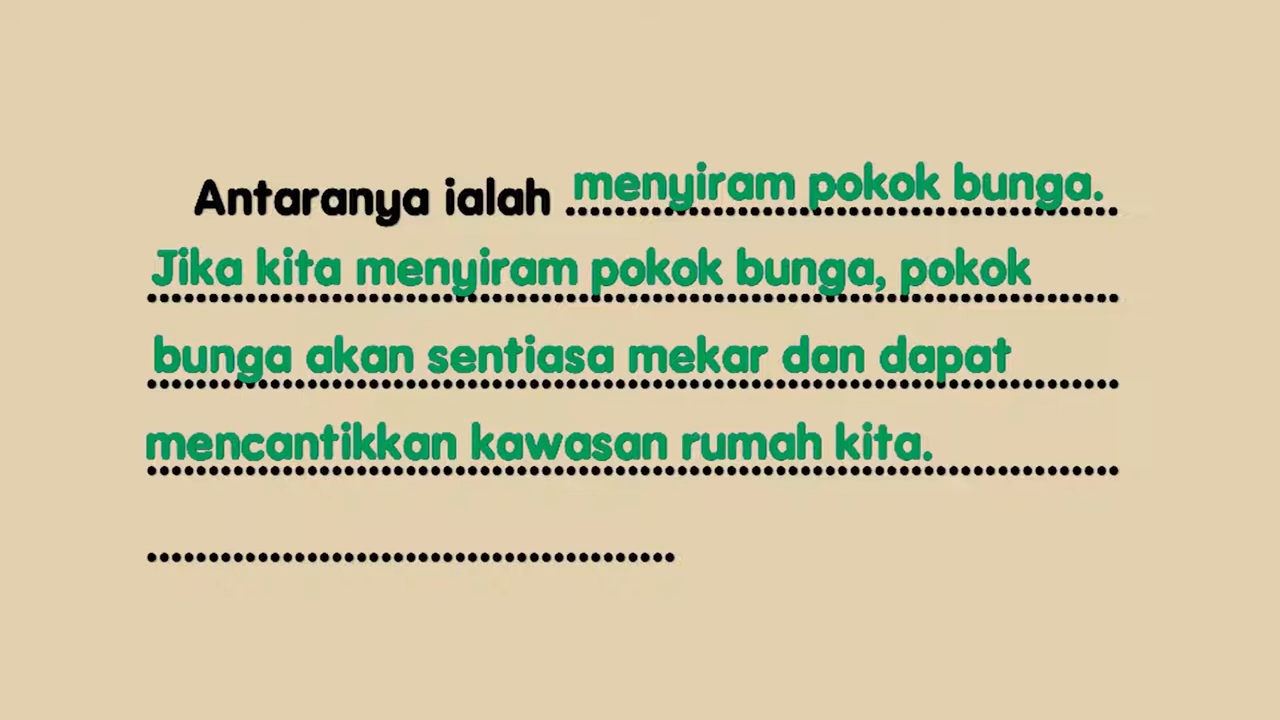 Antaranya ialah menyiram pokok bunga.
Jika kita menyiram pokok bunga, pokok
bunga akan sentiasa mekar dan dapat
mencantikkan kawasan rumah kita.